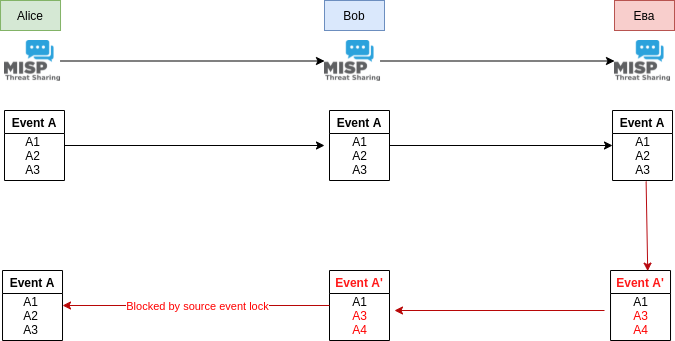 Alice
Bob
Ева
MISP
Threat Sharing
MISP
Threat Sharing
MISP
Threat Sharing
Event A
A1
A2
A3
Event A
A1
A2
A3
Event A
A1
A2
A3
Event A
A1
A2
A3
Blocked by source event lock
Event A'
A1
A3
A4
Event A'
A1
A3
A4